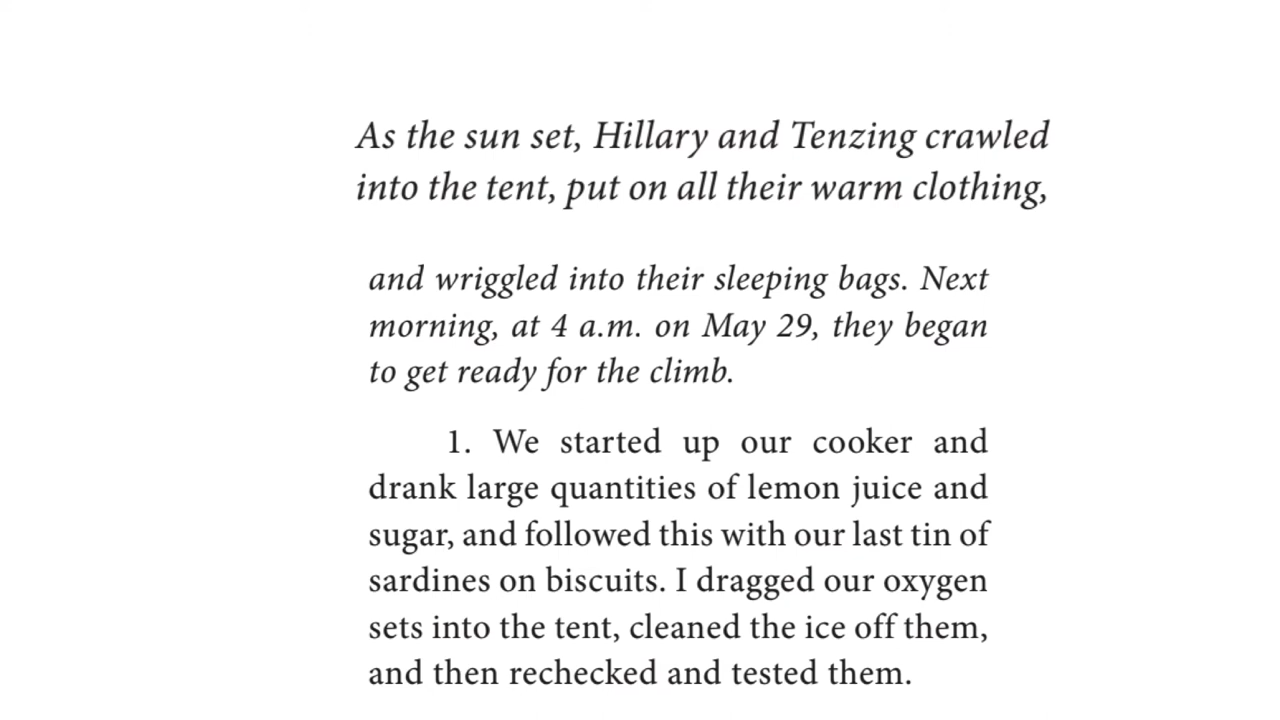 As the sun set, Hillary and Tenzing crawled
into the tent, put on all their warm clothing,
and wriggled into their sleeping bags. Next
morning, at 4 a.m. on May 29, they began
to get ready for the climb.
1. We started up our cooker and
drank large quantities of lemon juice and
sugar, and followed this with our last tin of
sardines on biscuits. I dragged our oxygen
sets into the tent, cleaned the ice off them,
and then rechecked and tested them.